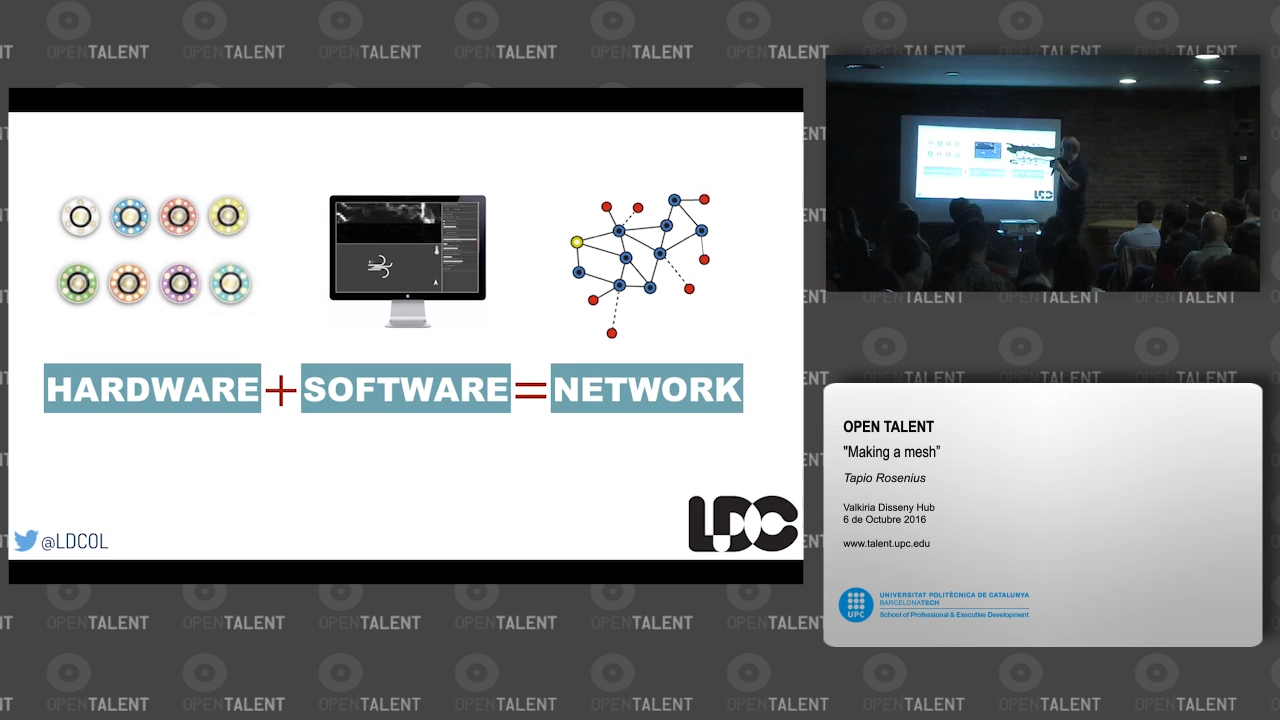 HARDWARE + SOFTWARE = NETWORK
@LDCOL
LDC
OPEN TALENT
"Making a mesh"
Tapio Rosenius
Valkiria Disseny Hub
6 de Octubre 2016
www.talent.upc.edu
UPC
UNIVERSITAT POLITÈCNICA DE CATALUNYA
BARCELONATECH
School of Professional & Executive Development
OPENTALENT